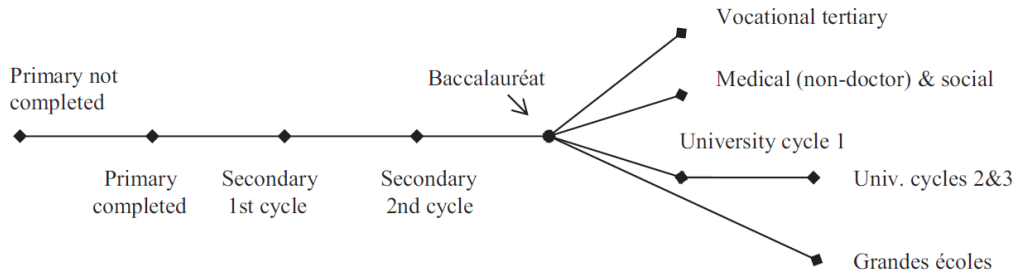 Vocational tertiary
Primary not
completed
Baccalauréat
Medical (non-doctor) & social
University cycle 1
Primary
completed
Secondary
1st cycle
Secondary
2nd cycle
Univ. cycles 2&3
Grandes écoles